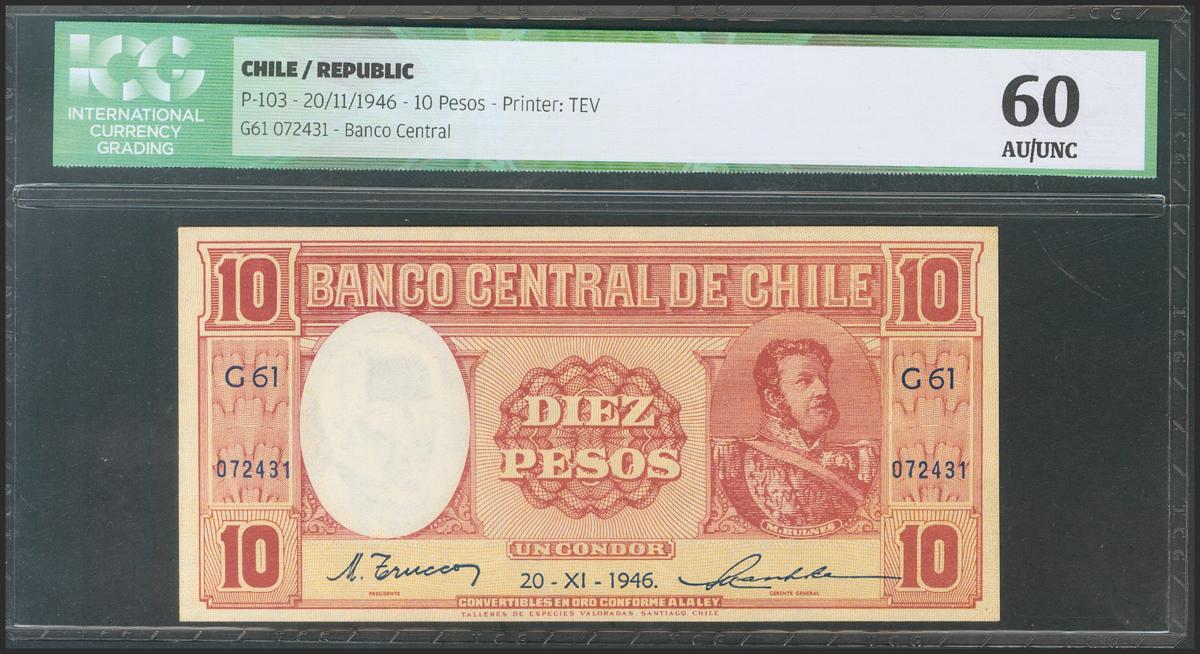 ICG
INTERNATIONAL
CURRENCY
GRADING
CHILE / REPUBLIC
P-103 - 20/11/1946 - 10 Pesos - Printer: TEV
G61 072431 - Banco Central
60
AU/UNC
10 BANCO CENTRAL DE CHILE 10
G 61 G 61
DIEZ
PESOS
072431 072431
M. BULNES
10 UN CONDOR 10
M. Trucco
20 - XI - 1946.
PRESIDENTE GERENTE GENERAL
CONVERTIBLES EN ORO CONFORME A LA LEY
TALLERES DE ESPECIES VALORADAS, SANTIAGO, CHILE